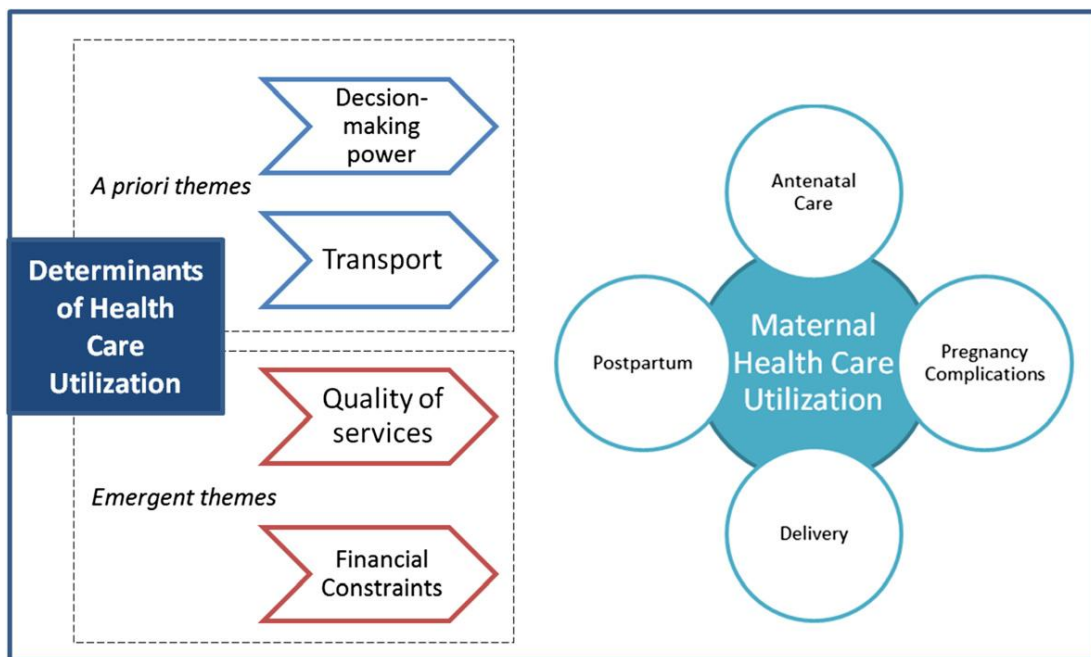 Determinants
of Health
Care
Utilization
A priori themes
Decsion-
making
power
Transport
Emergent themes
Quality of
services
Financial
Constraints
Maternal
Health Care
Utilization
Antenatal
Care
Pregnancy
Complications
Delivery
Postpartum